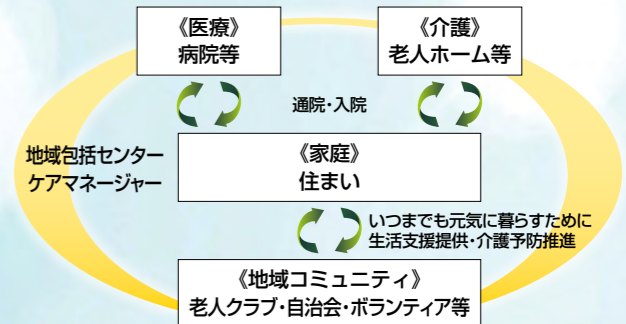 《医療》
病院等
《介護》
老人ホーム等
通院・入院
地域包括センター
ケアマネージャー
《家庭》
住まい
いつまでも元気に暮らすために
生活支援提供・介護予防推進
《地域コミュニティ》
老人クラブ・自治会・ボランティア等